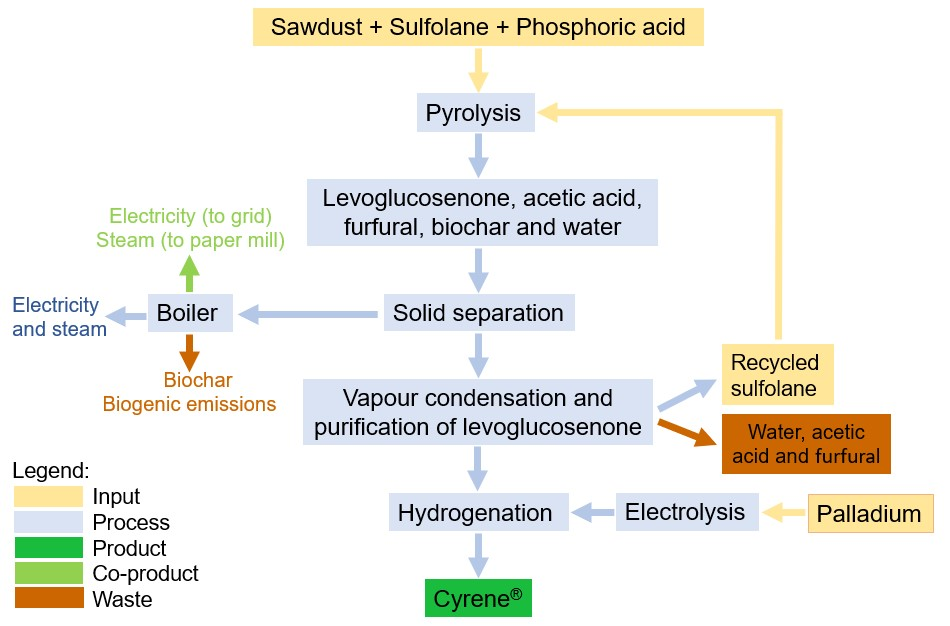 Sawdust + Sulfolane + Phosphoric acid
Pyrolysis
Levoglucosenone, acetic acid,
furfural, biochar and water
Electricity (to grid)
Steam (to paper mill)
Electricity
and steam
Boiler
Solid separation
Biochar
Biogenic emissions
Vapour condensation and
purification of levoglucosenone
Recycled
sulfolane
Water, acetic
acid and furfural
Hydrogenation
Electrolysis
Palladium
Cyrene®
Legend:
Input
Process
Product
Co-product
Waste